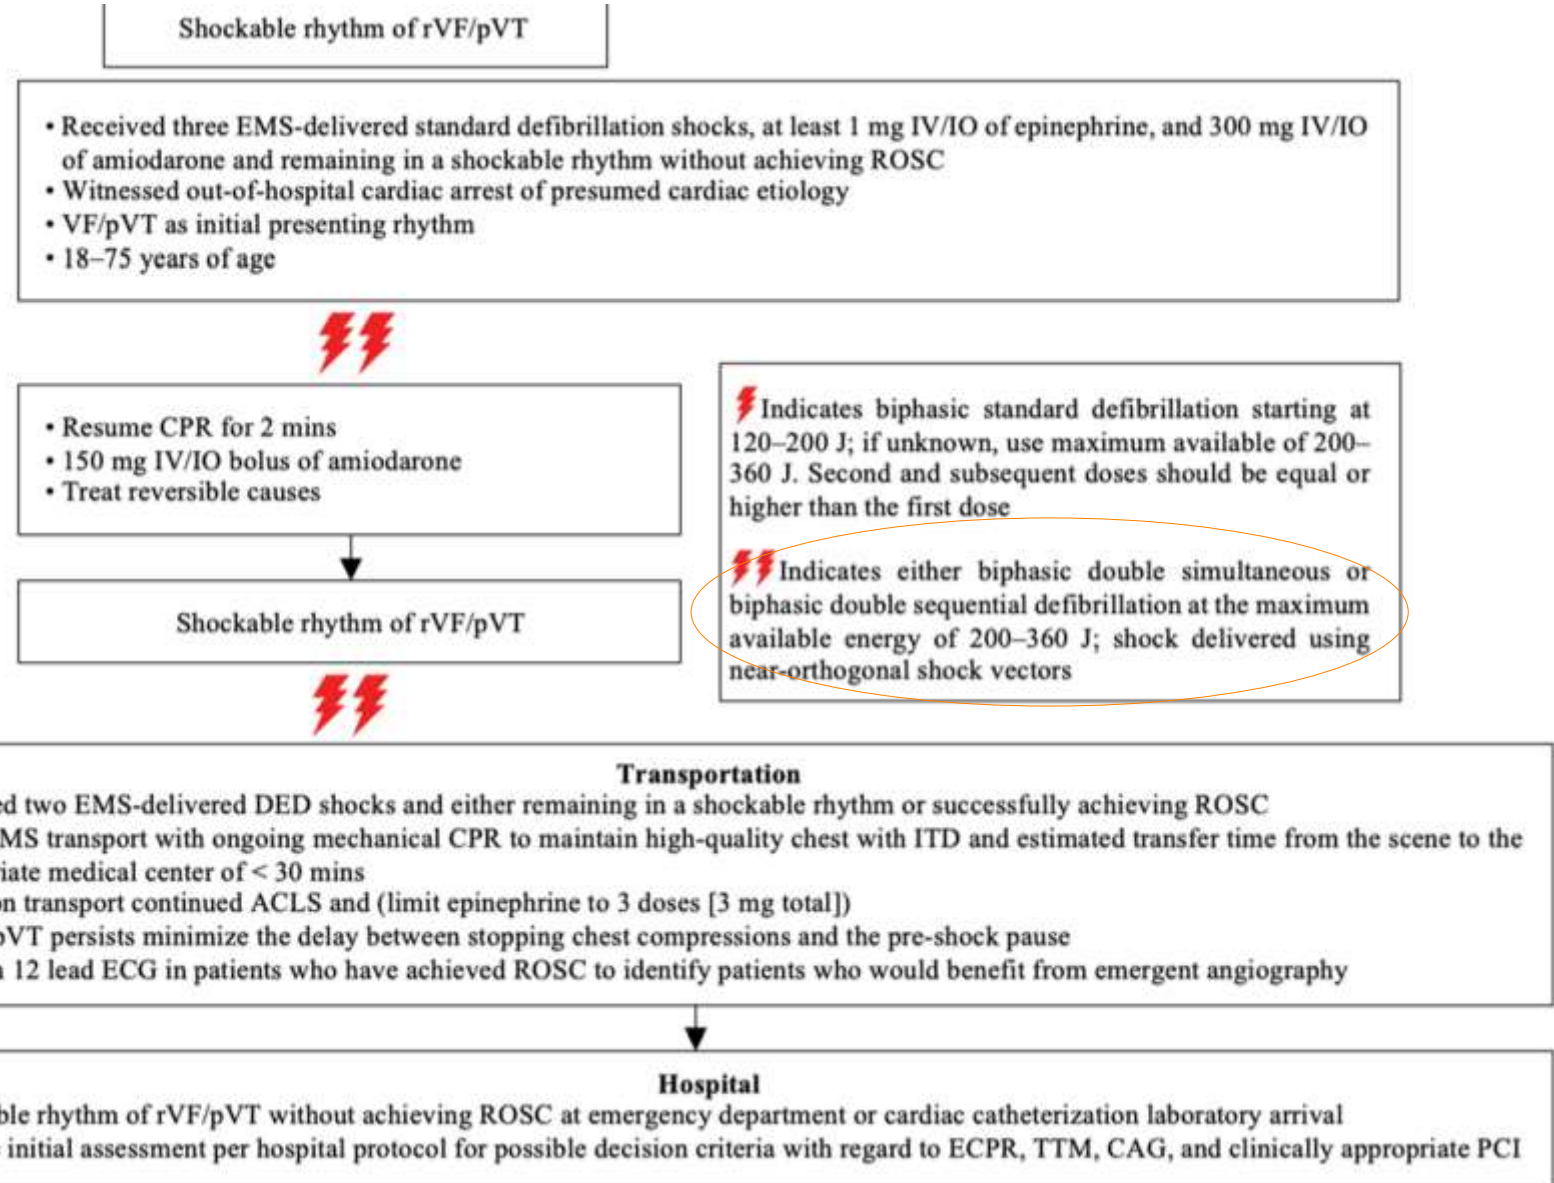 Shockable rhythm of rVF/pVT
• Received three EMS-delivered standard defibrillation shocks, at least 1 mg IV/IO of epinephrine, and 300 mg IV/IO
of amiodarone and remaining in a shockable rhythm without achieving ROSC
• Witnessed out-of-hospital cardiac arrest of presumed cardiac etiology
• VF/pVT as initial presenting rhythm
• 18–75 years of age
• Resume CPR for 2 mins
• 150 mg IV/IO bolus of amiodarone
• Treat reversible causes
Shockable rhythm of rVF/pVT
Indicates biphasic standard defibrillation starting at
120–200 J; if unknown, use maximum available of 200–
360 J. Second and subsequent doses should be equal or
higher than the first dose
Indicates either biphasic double simultaneous or
biphasic double sequential defibrillation at the maximum
available energy of 200–360 J; shock delivered using
near-orthogonal shock vectors
Transportation
ed two EMS-delivered DED shocks and either remaining in a shockable rhythm or successfully achieving ROSC
MS transport with ongoing mechanical CPR to maintain high-quality chest with ITD and estimated transfer time from the scene to the
riate medical center of < 30 mins
on transport continued ACLS and (limit epinephrine to 3 doses [3 mg total])
pVT persists minimize the delay between stopping chest compressions and the pre-shock pause
12 lead ECG in patients who have achieved ROSC to identify patients who would benefit from emergent angiography
Hospital
ble rhythm of rVF/pVT without achieving ROSC at emergency department or cardiac catheterization laboratory arrival
initial assessment per hospital protocol for possible decision criteria with regard to ECPR, TTM, CAG, and clinically appropriate PCI